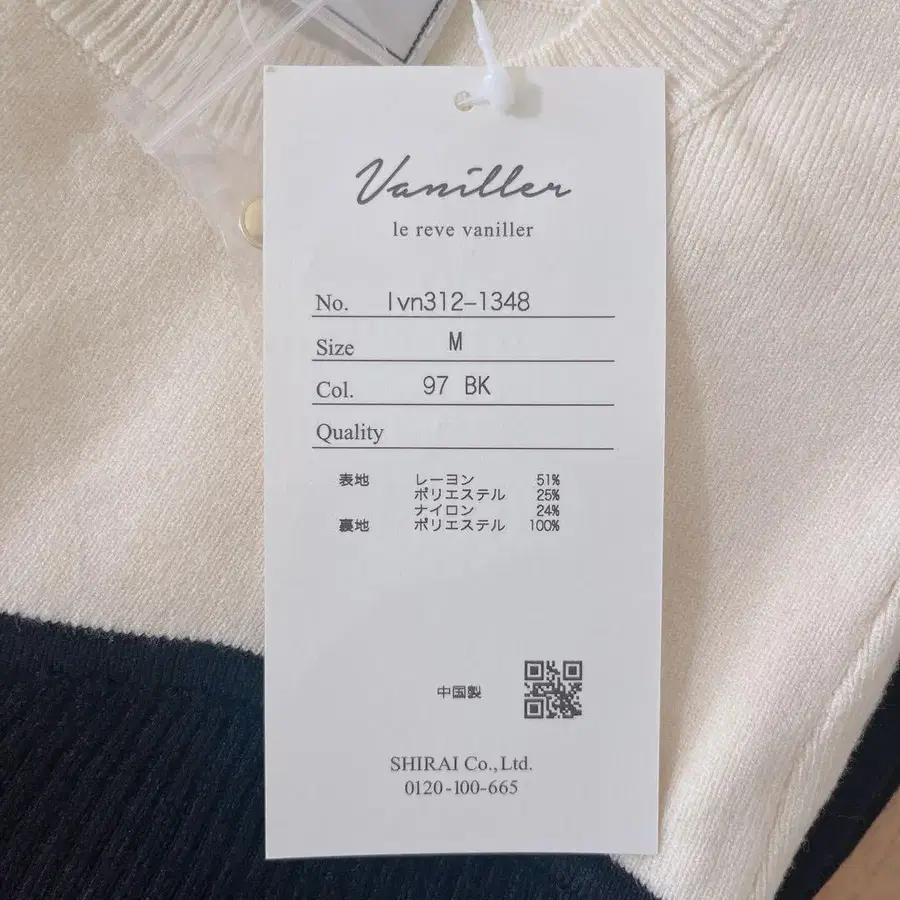 Vaniller
le reve vaniller
No. lvn312-1348
Size M
Col. 97 BK
Quality
表地 レーヨン 51%
ポリエステル 25%
ナイロン 24%
裏地 ポリエステル 100%
中国製
SHIRAI Co., Ltd.
0120-100-665